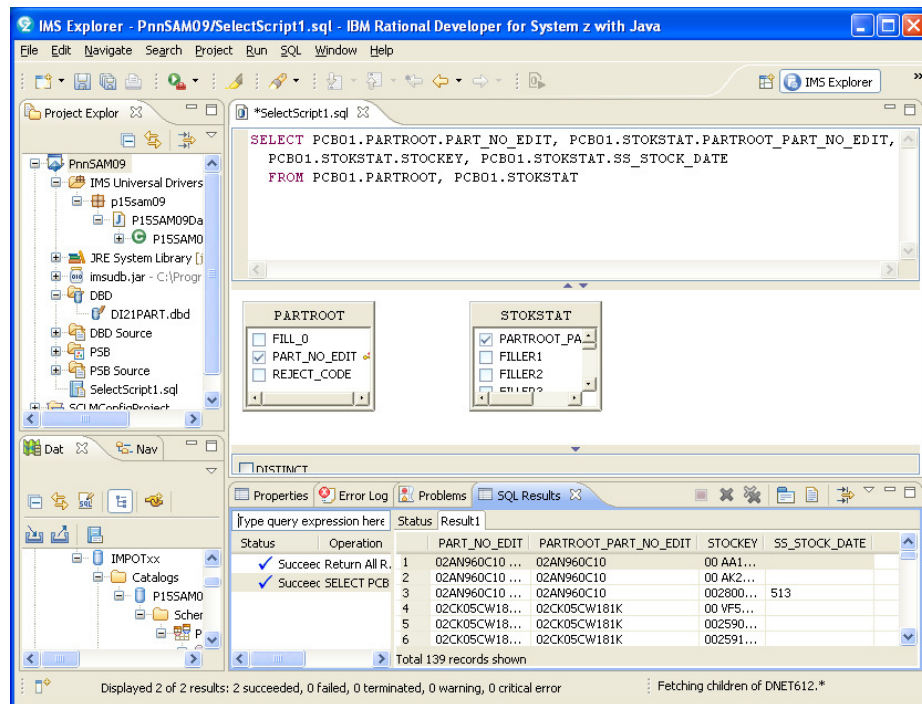 IMS Explorer - PnnSAM09/SelectScript1.sql - IBM Rational Developer for System z with Java
File Edit Navigate Search Project Run SQL Window Help
IMS Explorer
Project Explor
PnnSAM09
IMS Universal Drivers
p15sam09
P15SAM09Da
P15SAM0
JRE System Library [j
imsudb.jar - C:\Progr
DBD
DI21PART.dbd
DBD Source
PSB
PSB Source
SelectScript1.sql
SCLMConfigProject
*SelectScript1.sql
SELECT PCB01.PARTROOT.PART_NO_EDIT, PCB01.STOKSTAT.PARTROOT_PART_NO_EDIT,
PCB01.STOKSTAT.STOCKEY, PCB01.STOKSTAT.SS_STOCK_DATE
FROM PCB01.PARTROOT, PCB01.STOKSTAT
PARTROOT
FILL_0
PART_NO_EDIT
REJECT_CODE
STOKSTAT
PARTROOT_PA
FILLER1
FILLER2
FILLER3
DISTINCT
Dat Nav
IMPOTxx
Catalogs
P15SAM0
Scher
P
Properties Error Log Problems SQL Results
Type query expression here
Status Result1
Status Operation
Succeec Return All R.
Succeec SELECT PCB
PART_NO_EDIT PARTROOT_PART_NO_EDIT STOCKEY SS_STOCK_DATE
1 02AN960C10 ... 02AN960C10 00 AA1...
2 02AN960C10 ... 02AN960C10 00 AK2...
3 02AN960C10 ... 02AN960C10 002800... 513
4 02CK05CW18... 02CK05CW181K 00 VF5...
5 02CK05CW18... 02CK05CW181K 002590...
6 02CK05CW18... 02CK05CW181K 002591...
Total 139 records shown
Displayed 2 of 2 results: 2 succeeded, 0 failed, 0 terminated, 0 warning, 0 critical error
Fetching children of DNET612.*